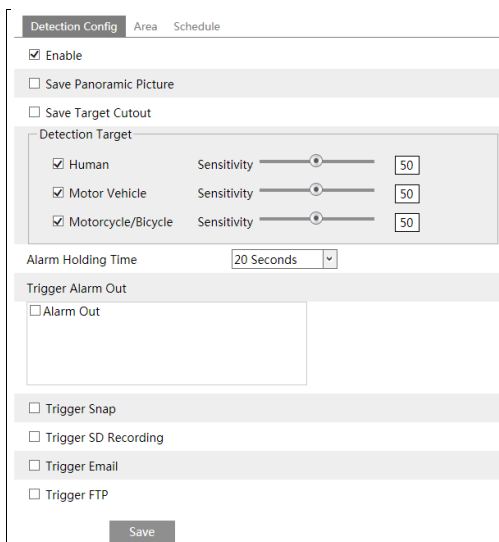 Detection Config Area Schedule
Enable
Save Panoramic Picture
Save Target Cutout
Detection Target
Human Sensitivity 50
Motor Vehicle Sensitivity 50
Motorcycle/Bicycle Sensitivity 50
Alarm Holding Time 20 Seconds
Trigger Alarm Out
Alarm Out
Trigger Snap
Trigger SD Recording
Trigger Email
Trigger FTP
Save